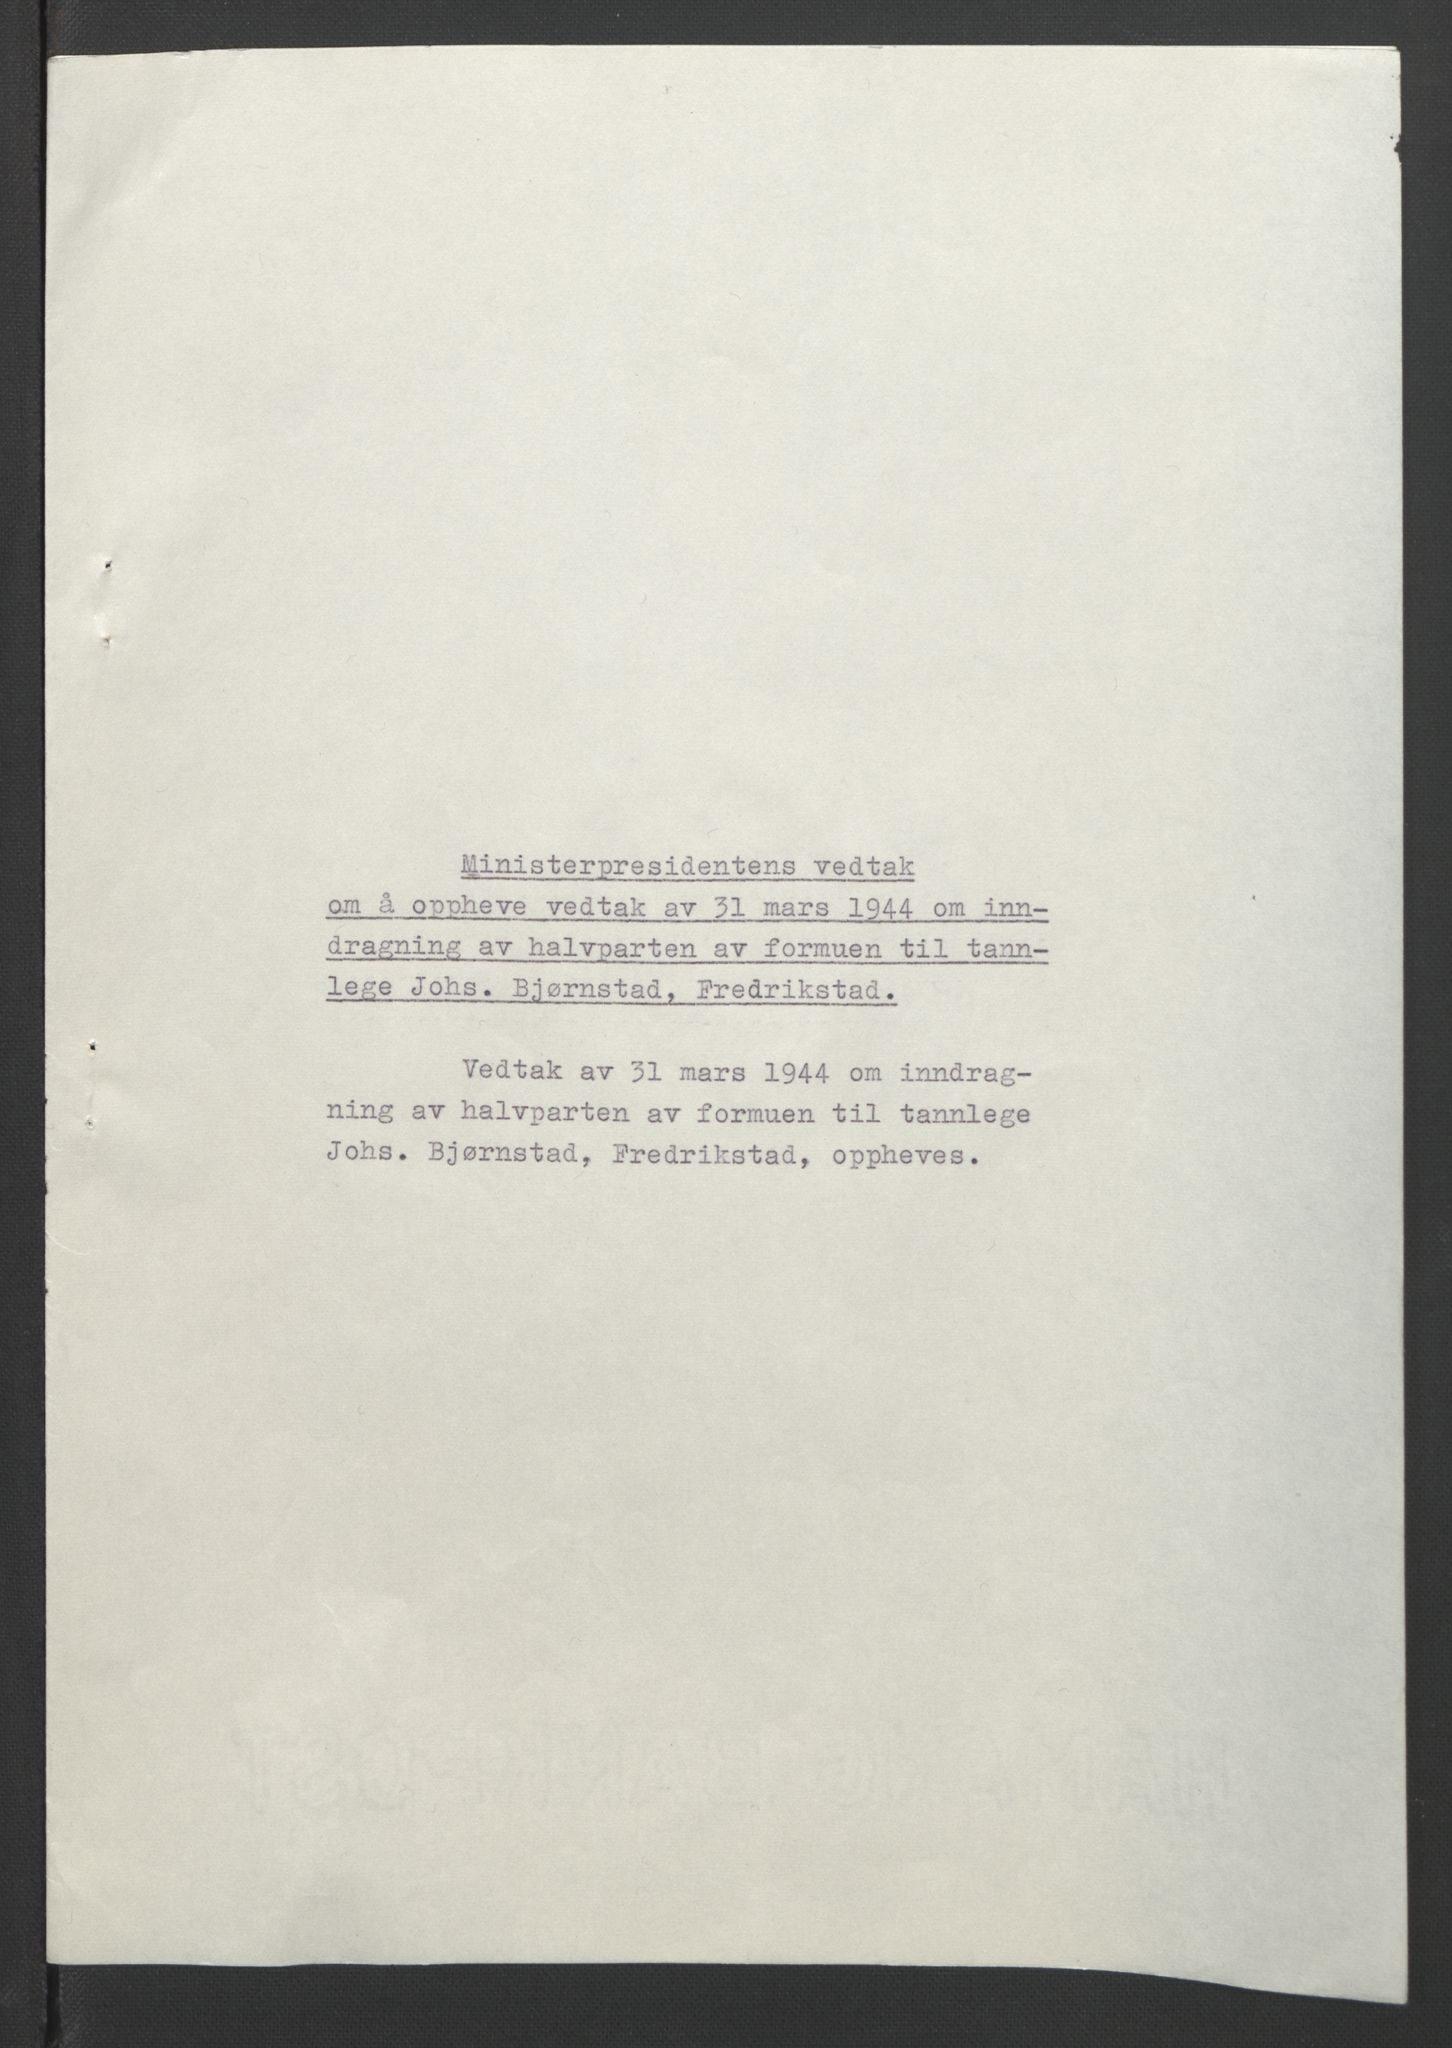 Ministerpresidentens vedtak
om å oppheve vedtak av 31 mars 1944 om inn-
dragning av halvparten av formuen til tann-
lege Johs. Bjørnstad, Fredrikstad.
Vedtak av 31 mars 1944 om inndrag-
ning av halvparten av formuen til tannlege
Johs. Bjørnstad, Fredrikstad, oppheves.